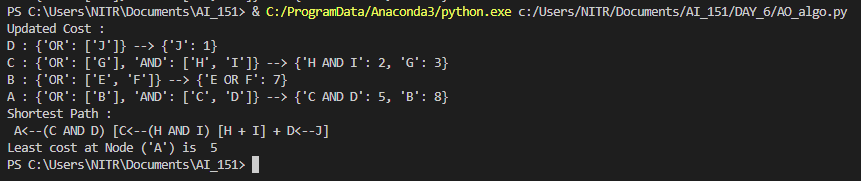 PS C:\Users\NITR\Documents\AI_151> & C:/ProgramData/Anaconda3/python.exe c:/Users/NITR/Documents/AI_151/DAY_6/AO_algo.py
Updated Cost :
D : {'OR': ['J']} --> {'J': 1}
C : {'OR': ['G'], 'AND': ['H', 'I']} --> {'H AND I': 2, 'G': 3}
B : {'OR': ['E', 'F']} --> {'E OR F': 7}
A : {'OR': ['B'], 'AND': ['C', 'D']} --> {'C AND D': 5, 'B': 8}
Shortest Path :
 A<--(C AND D) [C<--(H AND I) [H + I] + D<--J]
Least cost at Node ('A') is  5
PS C:\Users\NITR\Documents\AI_151>